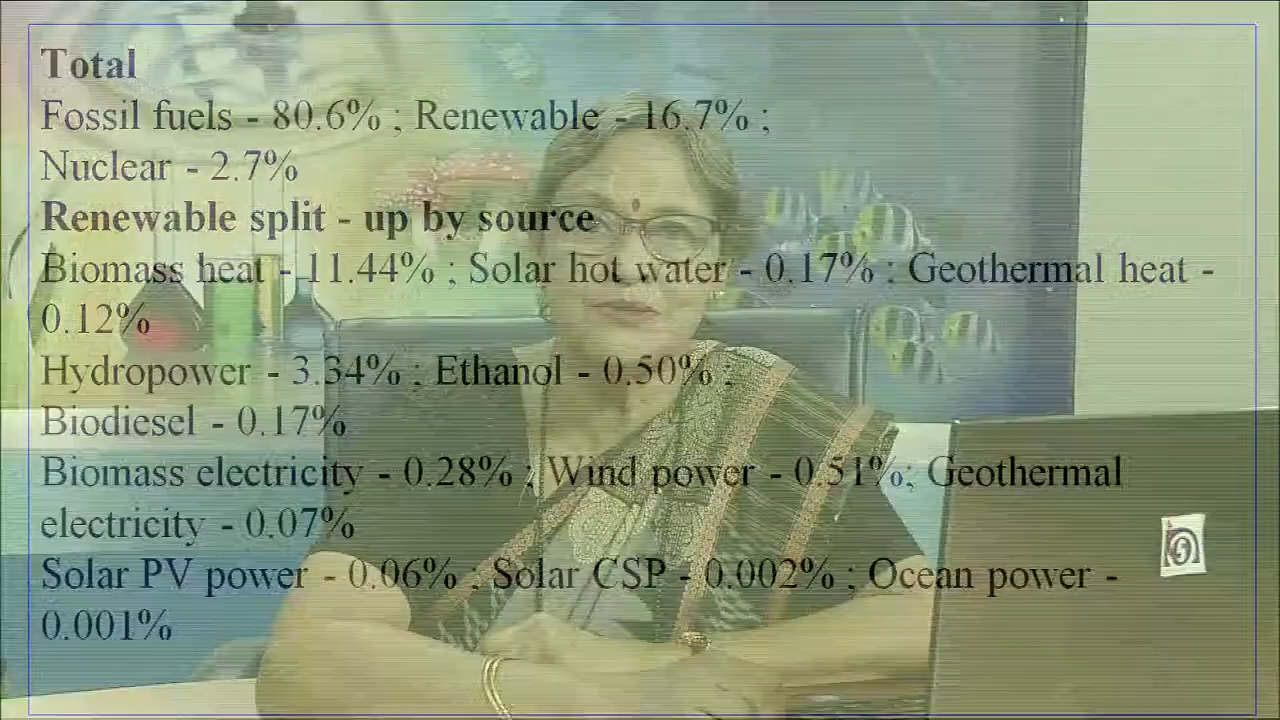 Total
Fossil fuels - 80.6% ; Renewable - 16.7% ;
Nuclear - 2.7%
Renewable split - up by source
Biomass heat - 11.44% ; Solar hot water - 0.17% ; Geothermal heat -
0.12%
Hydropower - 3.34% ; Ethanol - 0.50% ;
Biodiesel - 0.17%
Biomass electricity - 0.28% ; Wind power - 0.51%; Geothermal
electricity - 0.07%
Solar PV power - 0.06% ; Solar CSP - 0.002% ; Ocean power -
0.001%